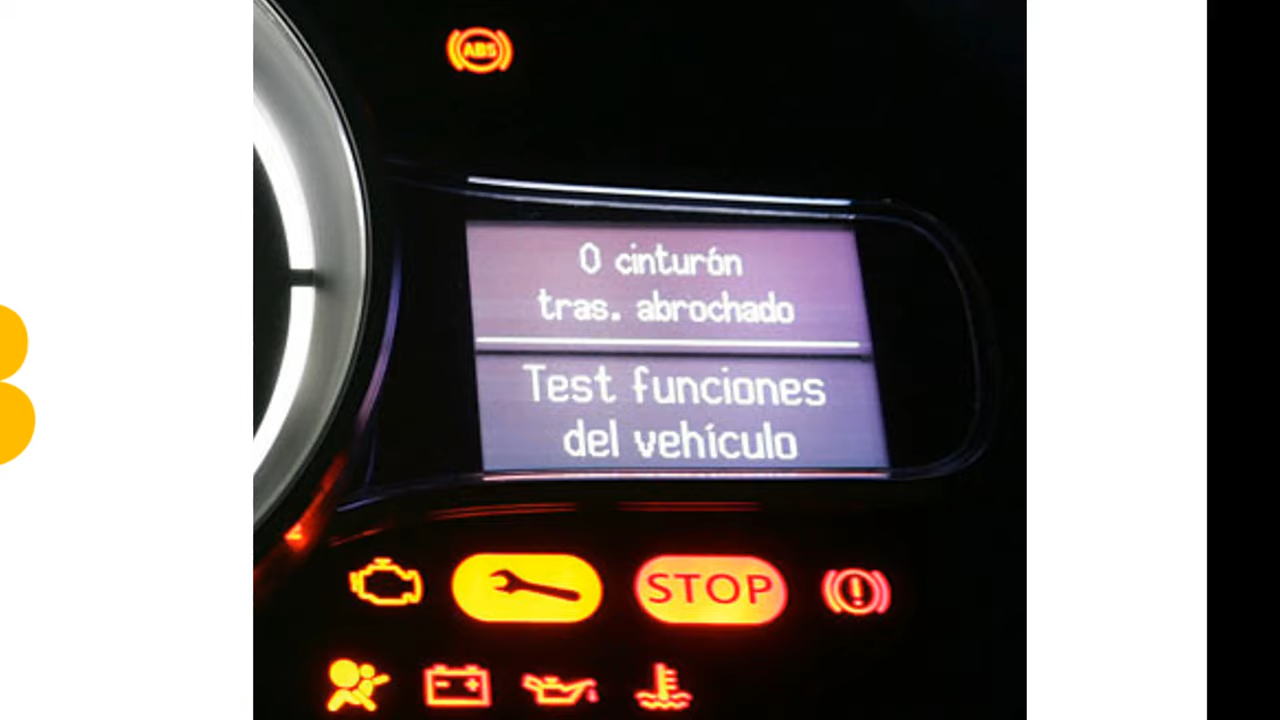 ABS
0 cinturón
tras. abrochado
Test funciones
del vehículo
STOP